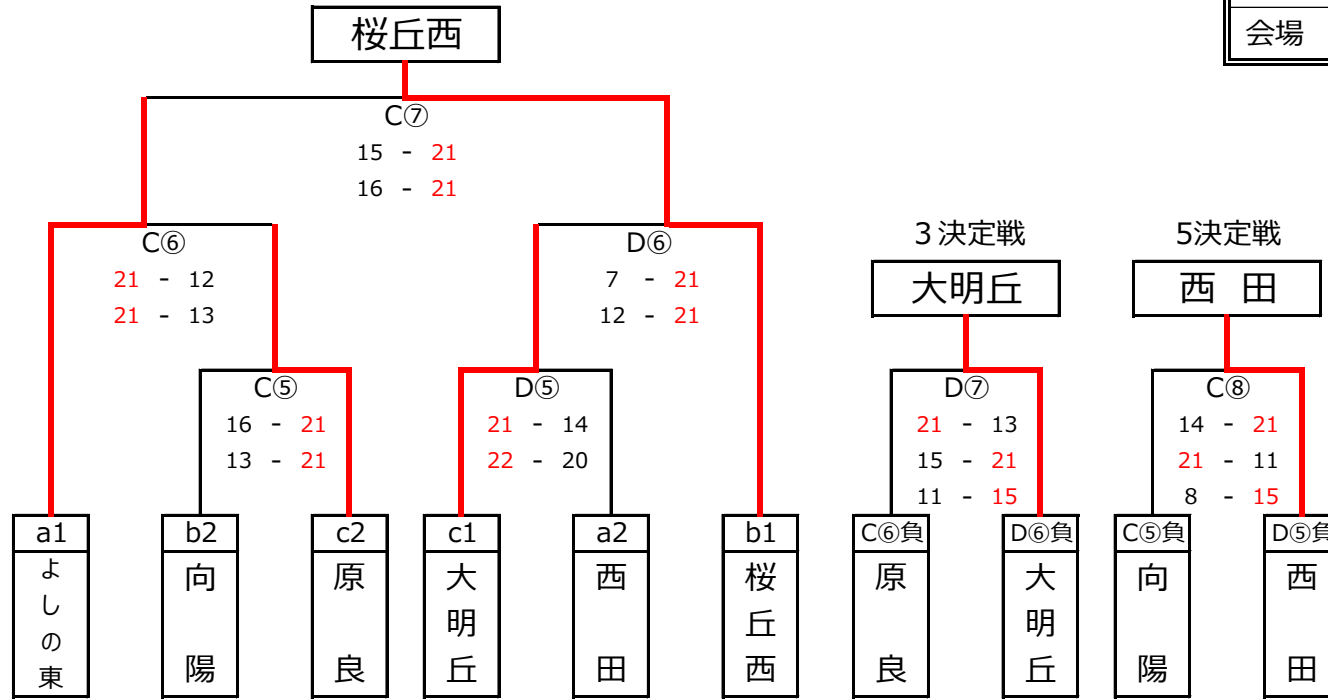 会場
桜丘西
C⑦
15 - 21
16 - 21
C⑥
21 - 12
21 - 13
D⑥
7 - 21
12 - 21
３決定戦
大明丘
5決定戦
西 田
C⑤
16 - 21
13 - 21
D⑤
21 - 14
22 - 20
D⑦
21 - 13
15 - 21
11 - 15
C⑧
14 - 21
21 - 11
8 - 15
a1
よしの東
b2
向陽
c2
原良
c1
大明丘
a2
西田
b1
桜丘西
C⑥負
原良
D⑥負
大明丘
C⑤負
向陽
D⑤負
西田